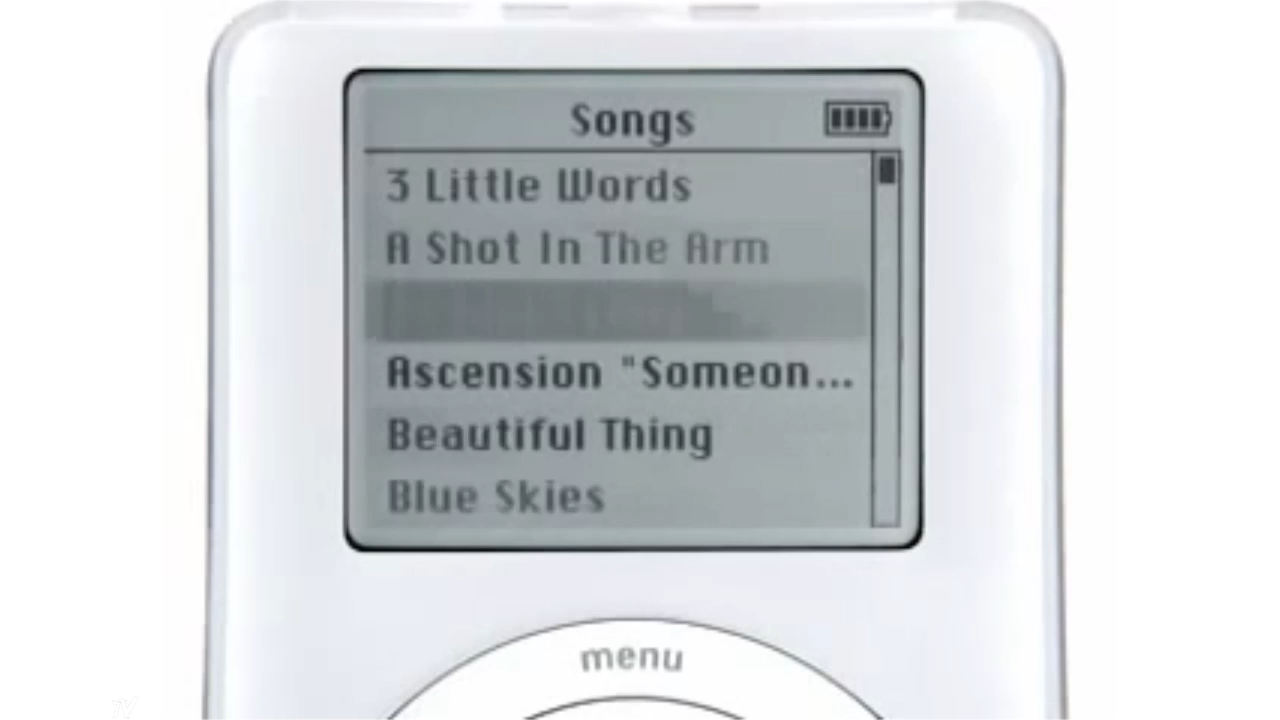 Songs
3 Little Words
A Shot In The Arm
Ascension "Someon...
Beautiful Thing
Blue Skies
menu